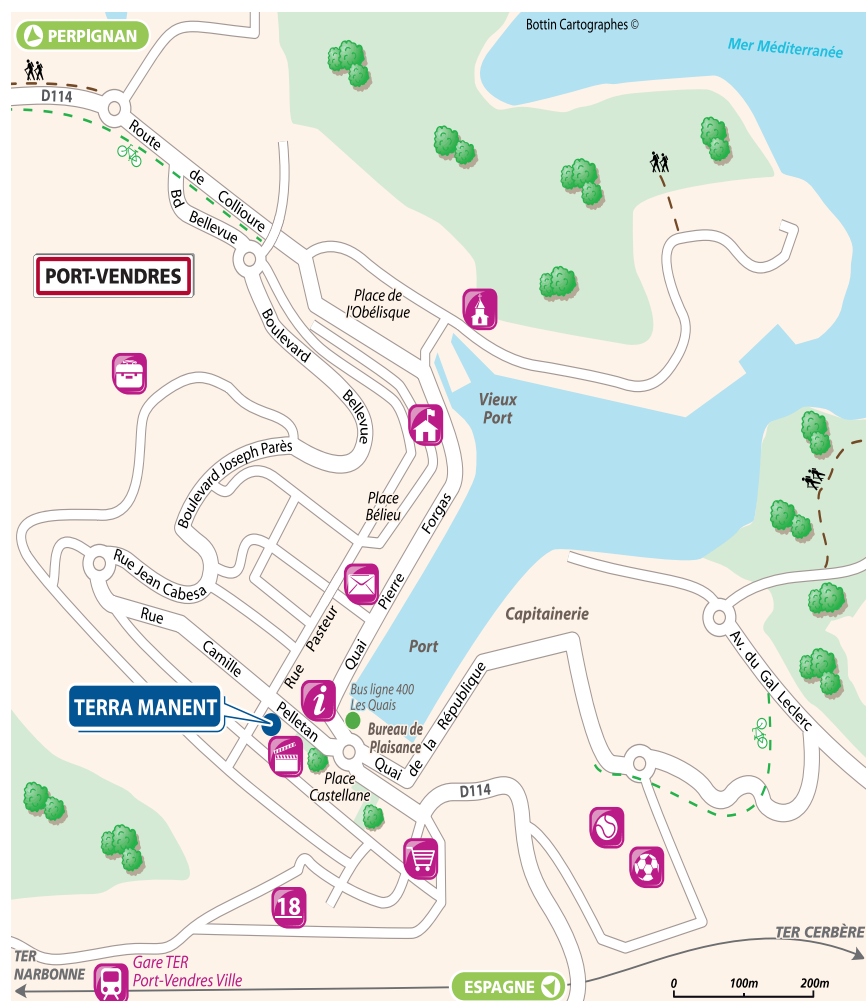 Bottin Cartographes ©
PERPIGNAN
Mer Méditerranée
D114
Route de Collioure
Bd Bellevue
PORT-VENDRES
Place de
l'Obélisque
Boulevard Bellevue
Vieux
Port
Boulevard Joseph Parès
Place
Bélieu
Quai Pierre Forgas
Rue Jean Cabesa
Rue Camille Pelletan
Rue Pasteur
Capitainerie
Port
Av. du Gal Leclerc
TERRA MANENT
i
Bus ligne 400
Les Quais
Bureau de
Plaisance
Quai de la République
Place
Castellane
D114
18
TER
NARBONNE
Gare TER
Port-Vendres Ville
TER CERBÈRE
ESPAGNE
0 100m 200m